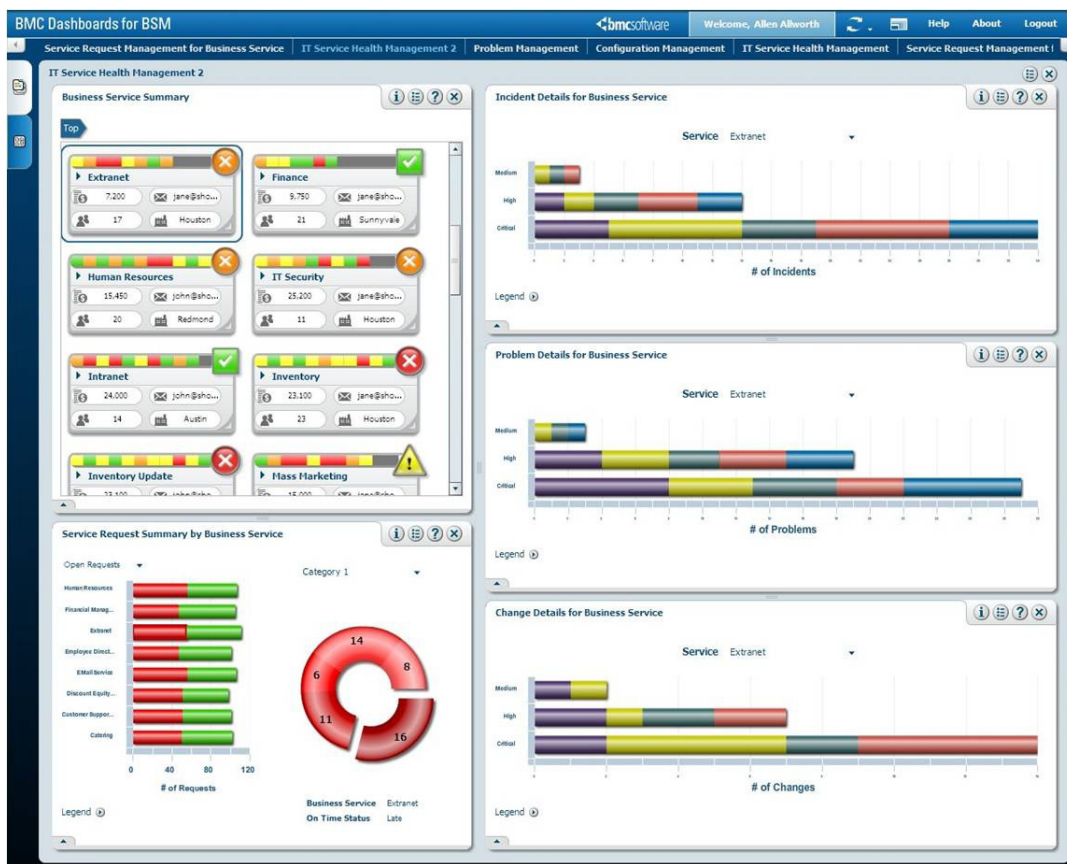 BMC Dashboards for BSM
bmcsoftware
Welcome, Allen Allworth
Help
About
Logout
Service Request Management for Business Service
IT Service Health Management 2
Problem Management
Configuration Management
IT Service Health Management
Service Request Management f
IT Service Health Management 2
Business Service Summary
Top
Extranet
7,200
jane@sho...
17
Houston
Finance
9,750
jane@sho...
21
Sunnyvale
Human Resources
15,450
john@sho...
20
Redmond
IT Security
25,200
jane@sho...
11
Houston
Intranet
24,000
john@sho...
14
Austin
Inventory
23,100
jane@sho...
23
Houston
Inventory Update
23,100
john@sho...
Mass Marketing
15,000
john@sho...
Service Request Summary by Business Service
Open Requests
Human Resources
Financial Manag...
Extranet
Employee Direct...
EMail Service
Discount Equity...
Customer Suppor...
Catering
0 40 80 120
# of Requests
Legend
Category 1
14
8
6
11
16
Business Service Extranet
On Time Status Late
Incident Details for Business Service
Service Extranet
Medium
High
Critical
# of Incidents
Legend
Problem Details for Business Service
Service Extranet
Medium
High
Critical
# of Problems
Legend
Change Details for Business Service
Service Extranet
Medium
High
Critical
# of Changes
Legend